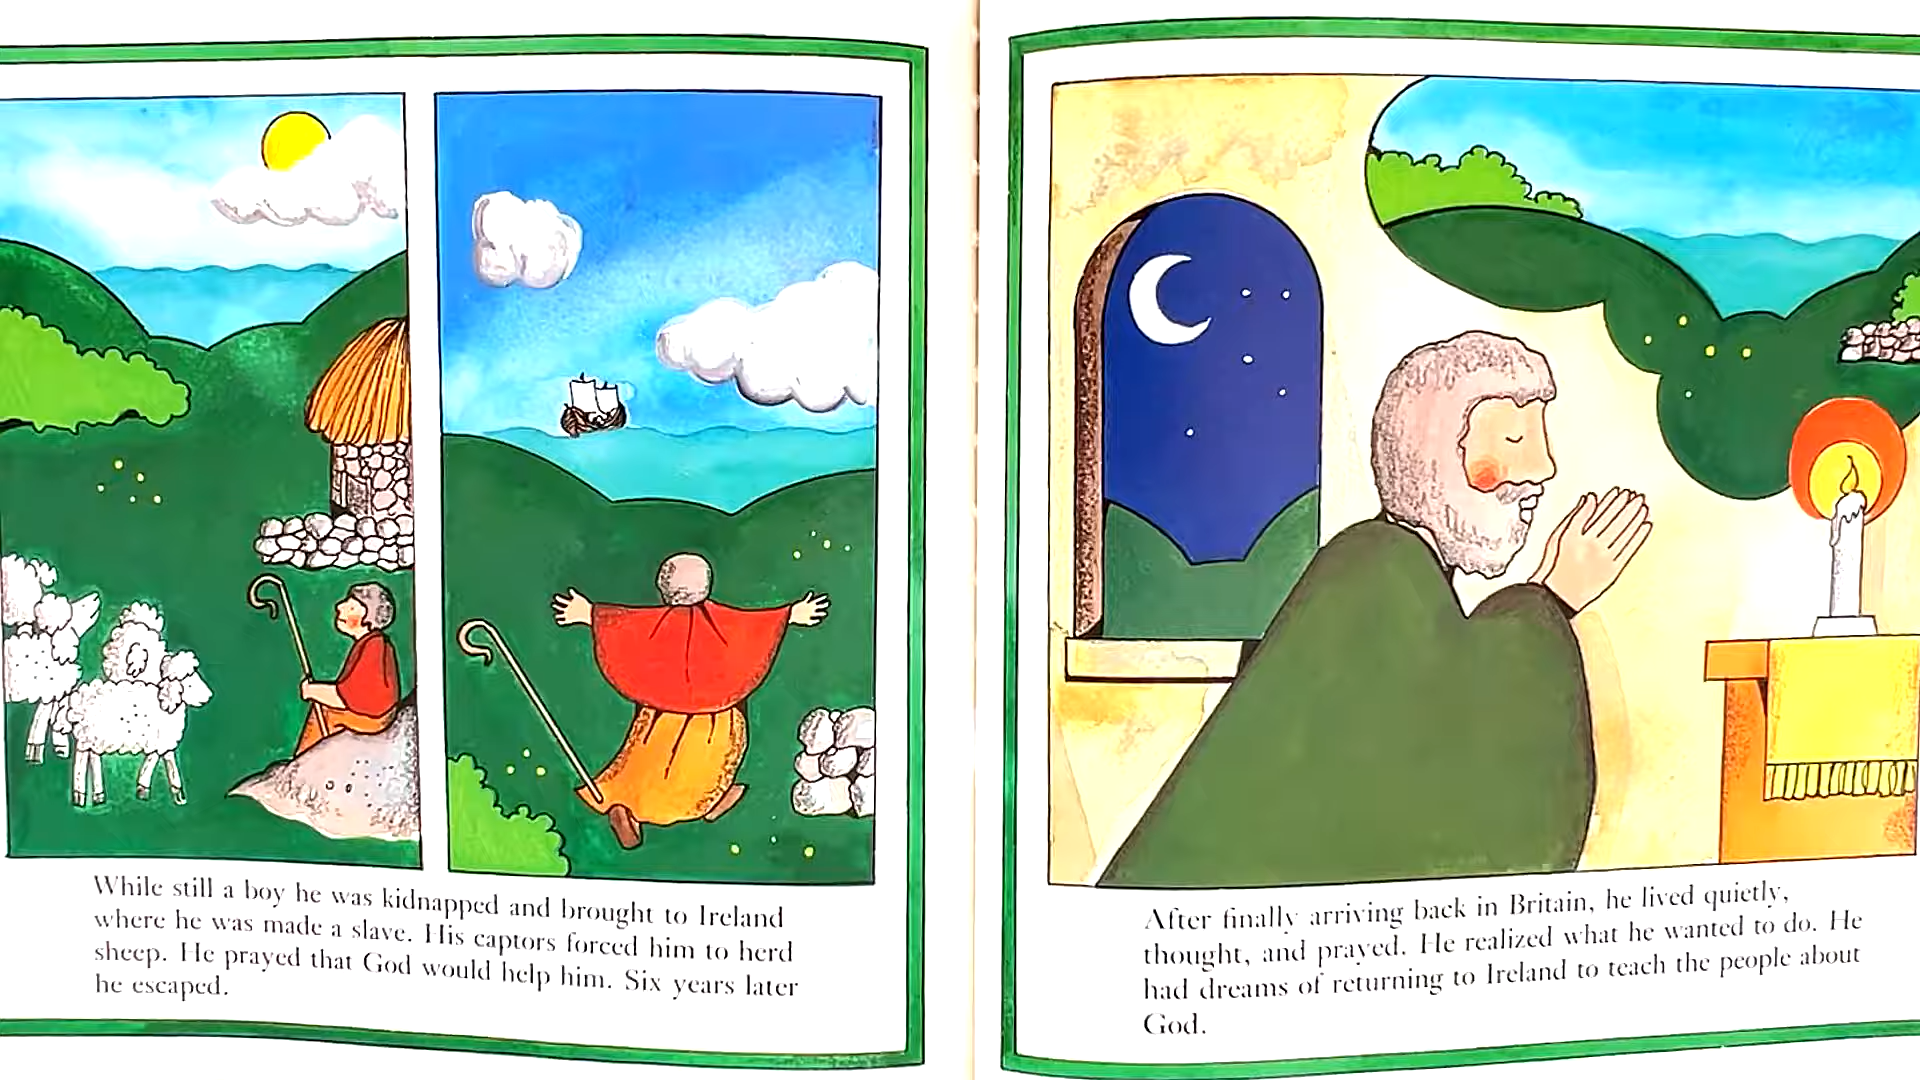 While still a boy he was kidnapped and brought to Ireland
where he was made a slave. His captors forced him to herd
sheep. He prayed that God would help him. Six years later
he escaped.
After finally arriving back in Britain, he lived quietly,
thought, and prayed. He realized what he wanted to do. He
had dreams of returning to Ireland to teach the people about
God.